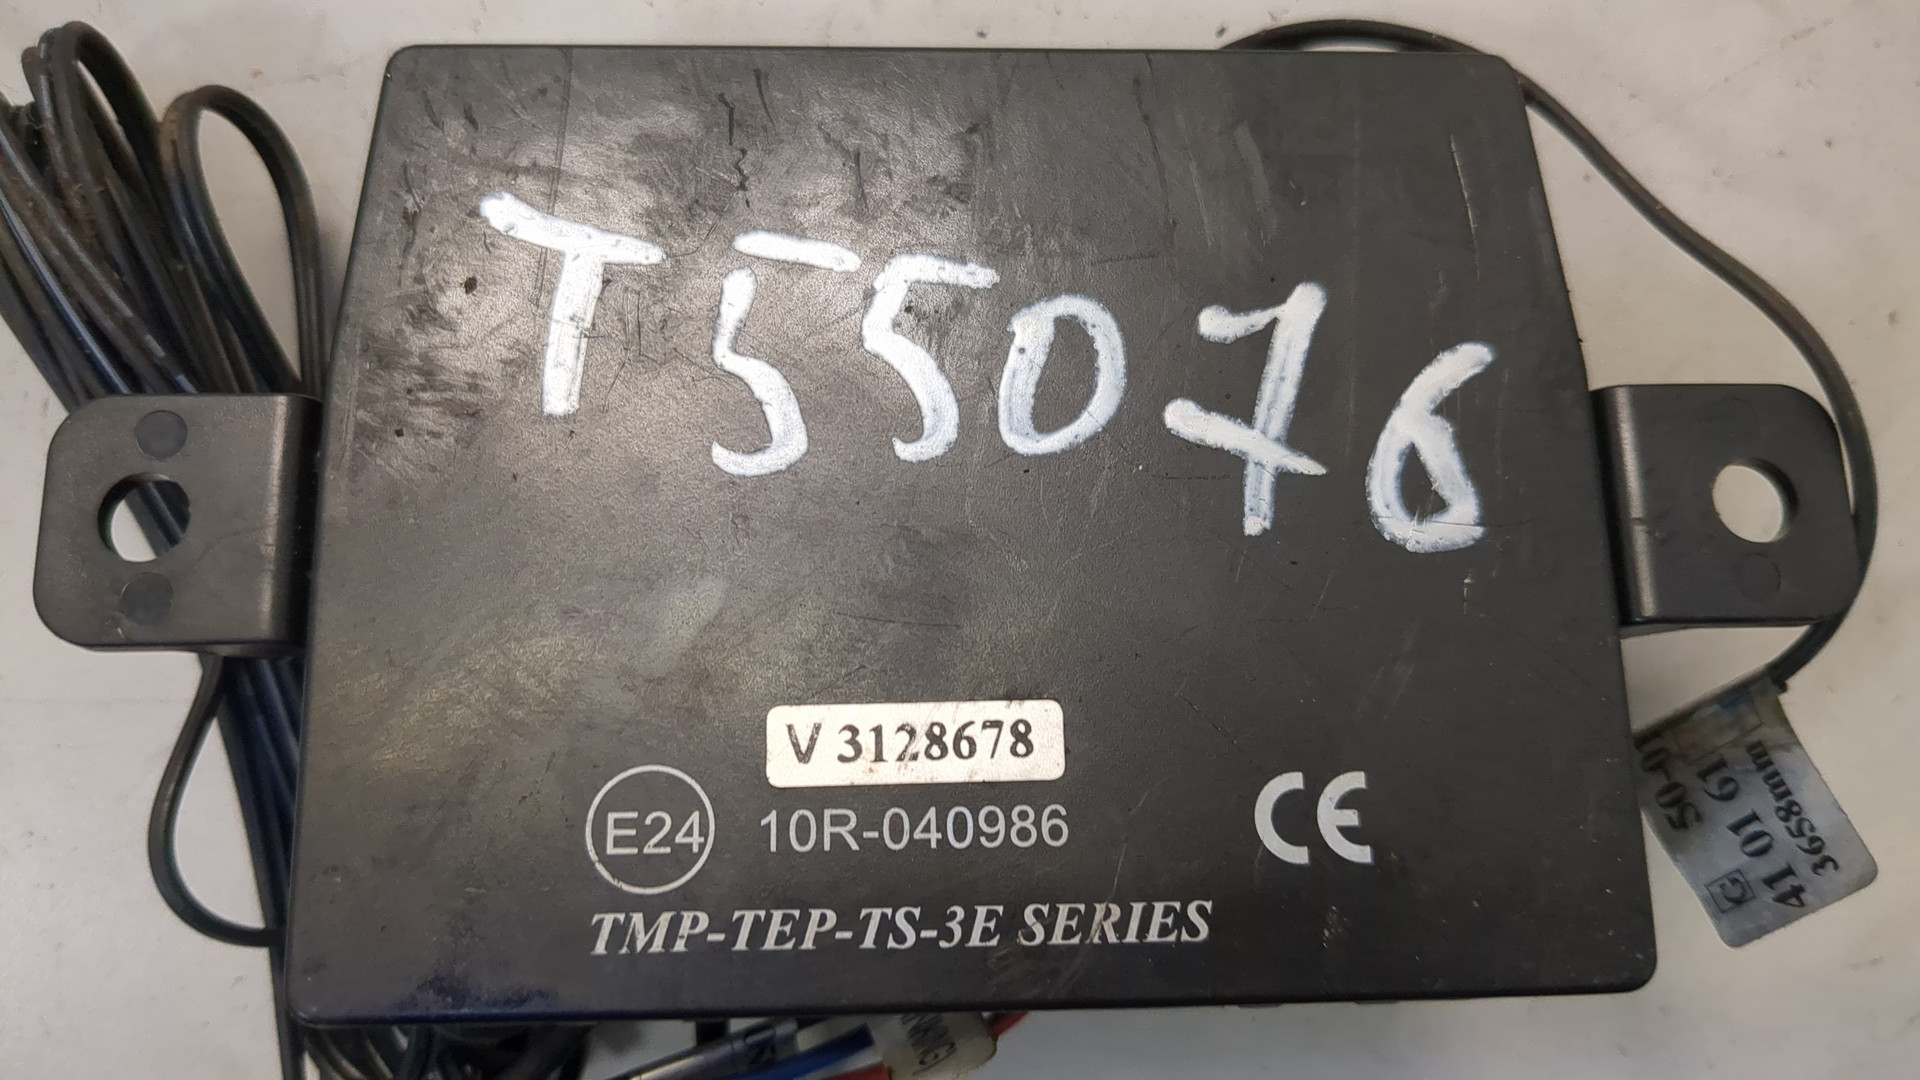 T55076
V 3128678
E24 10R-040986 CE
TMP-TEP-TS-3E SERIES
50-01
41 01 61
G 3658mm